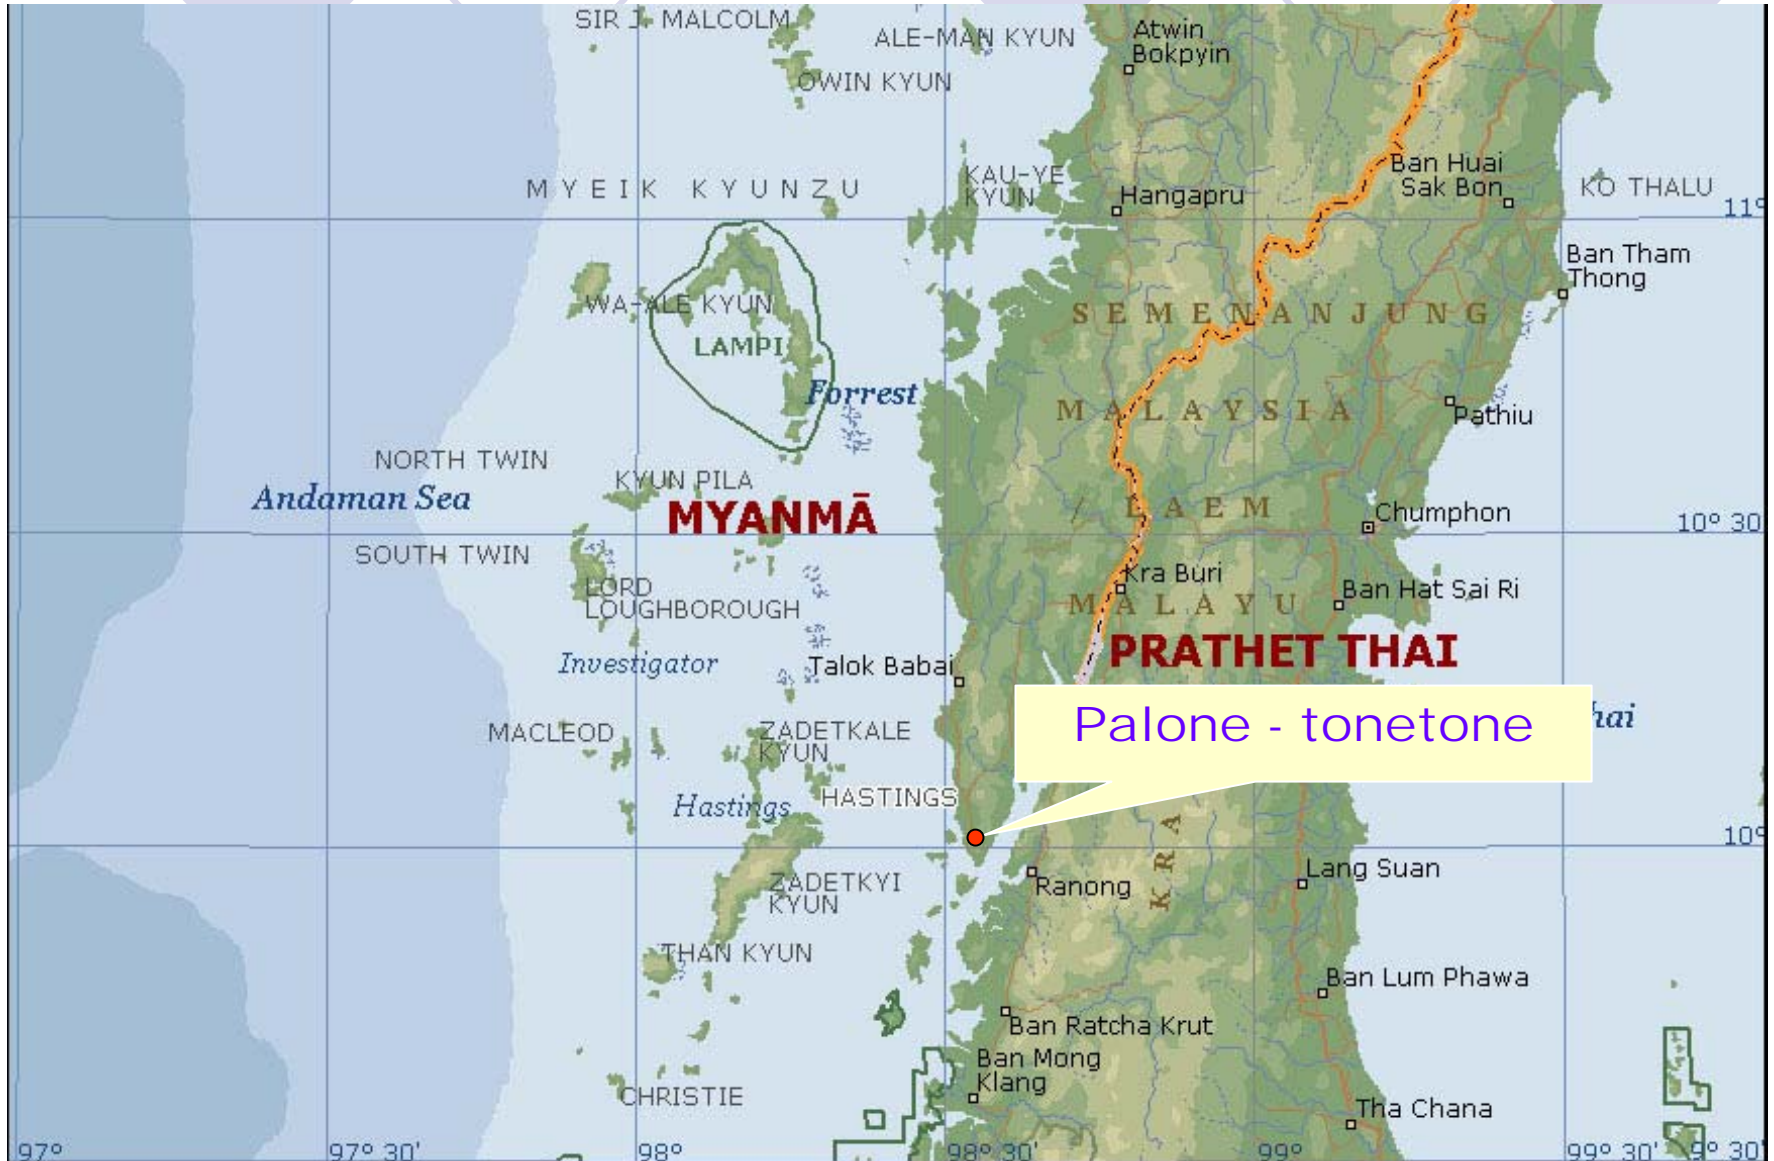 SIR J. MALCOLM
ALE-MAN KYUN
Atwin
Bokpyin
OWIN KYUN
MYEIK KYUNZU
KAU-YE
KYUN
Hangapru
Ban Huai
Sak Bon
KO THALU
11°
Ban Tham
Thong
WA-ALE KYUN
LAMPI
SEMENANJUNG
Forrest
MALAYSIA
Pathiu
NORTH TWIN
KYUN PILA
Andaman Sea
MYANMĀ
/ LAEM
Chumphon
10° 30
SOUTH TWIN
LORD
LOUGHBOROUGH
Kra Buri
MALAYU
Ban Hat Sai Ri
PRATHET THAI
Investigator
Talok Babai
Palone - tonetone
hai
MACLEOD
ZADETKALE
KYUN
Hastings
HASTINGS
KRA
10°
ZADETKYI
KYUN
Ranong
Lang Suan
THAN KYUN
Ban Lum Phawa
Ban Ratcha Krut
Ban Mong
Klang
CHRISTIE
Tha Chana
97°
97° 30'
98°
98° 30'
99°
99° 30'
9° 30'